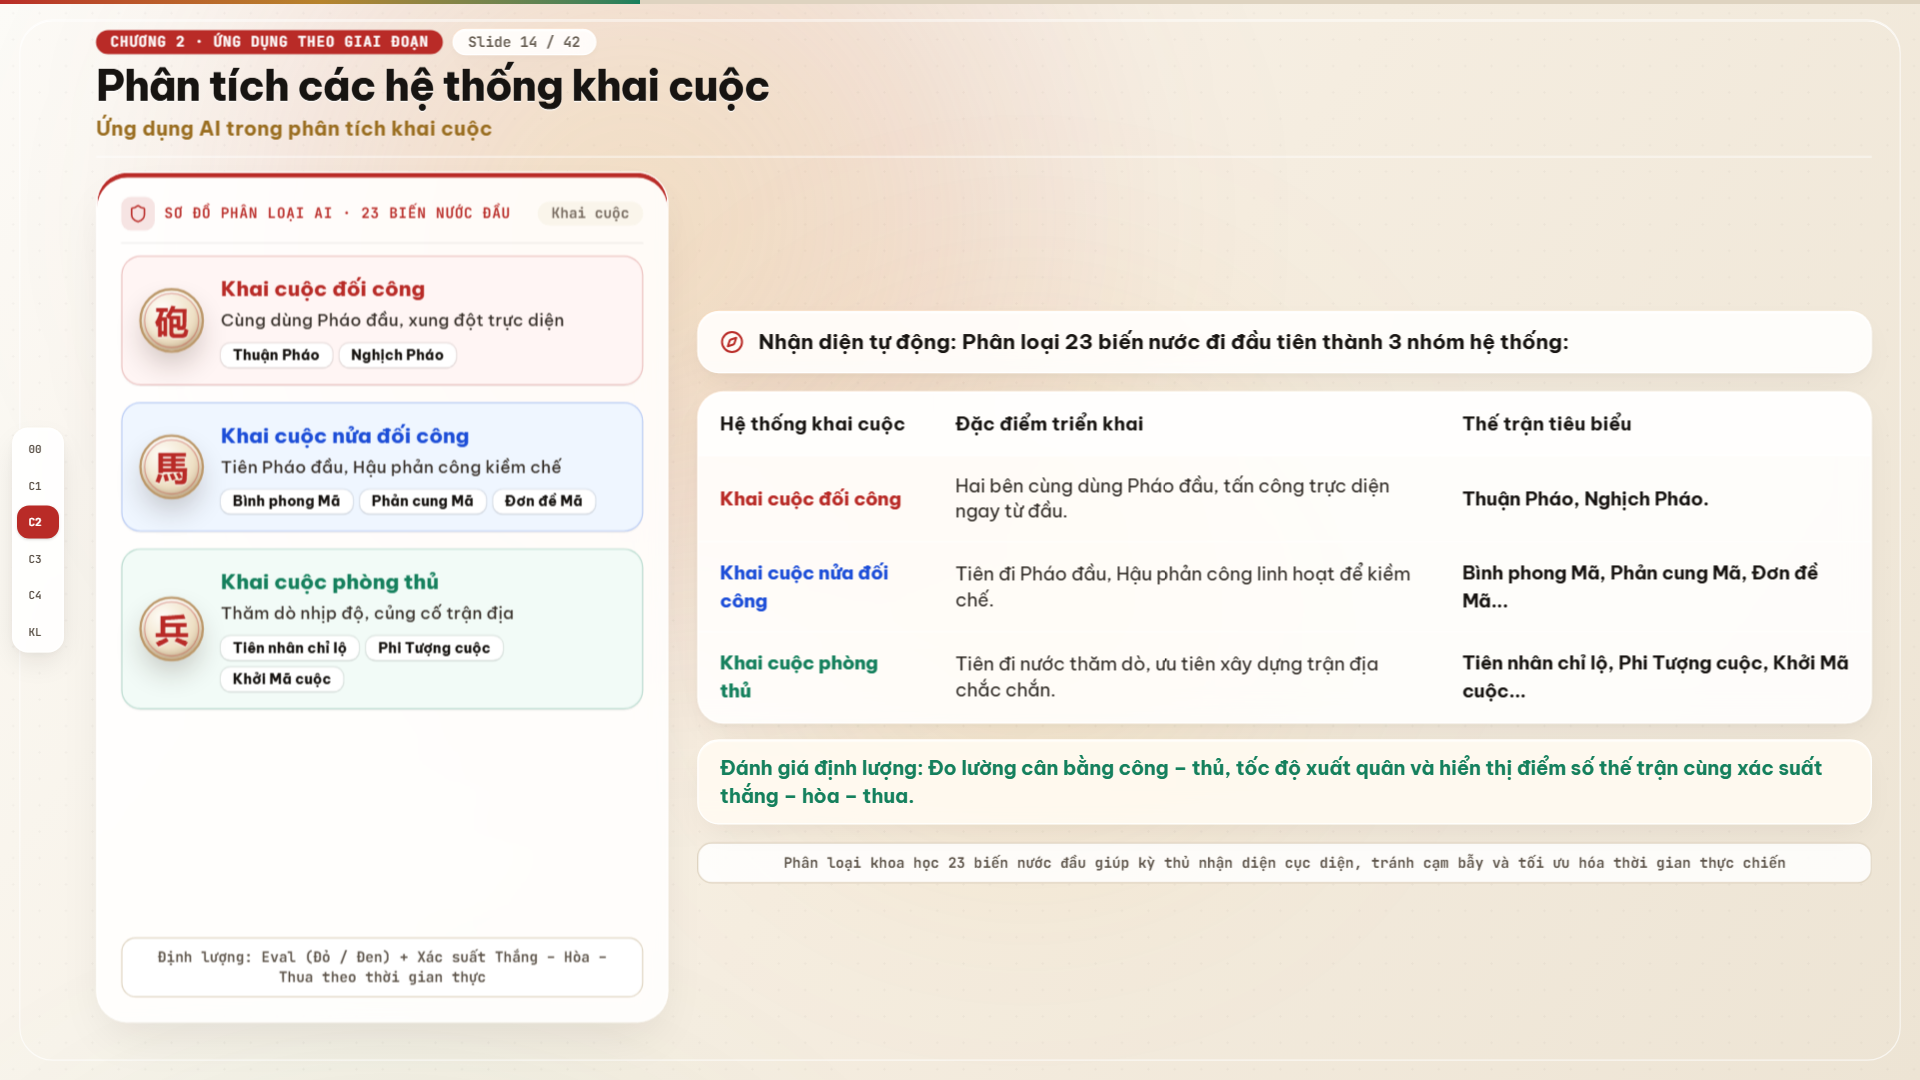 CHƯƠNG 2 · ỨNG DỤNG THEO GIAI ĐOẠN
Slide 14 / 42
Phân tích các hệ thống khai cuộc
Ứng dụng AI trong phân tích khai cuộc
SƠ ĐỒ PHÂN LOẠI AI · 23 BIẾN NƯỚC ĐẦU
Khai cuộc
砲
Khai cuộc đối công
Cùng dùng Pháo đầu, xung đột trực diện
Thuận Pháo
Nghịch Pháo
馬
Khai cuộc nửa đối công
Tiên Pháo đầu, Hậu phản công kiềm chế
Bình phong Mã
Phản cung Mã
Đơn đề Mã
兵
Khai cuộc phòng thủ
Thăm dò nhịp độ, củng cố trận địa
Tiên nhân chỉ lộ
Phi Tượng cuộc
Khởi Mã cuộc
Định lượng: Eval (Đỏ / Đen) + Xác suất Thắng – Hòa –
Thua theo thời gian thực
Nhận diện tự động: Phân loại 23 biến nước đi đầu tiên thành 3 nhóm hệ thống:
Hệ thống khai cuộc
Đặc điểm triển khai
Thế trận tiêu biểu
Khai cuộc đối công
Hai bên cùng dùng Pháo đầu, tấn công trực diện
ngay từ đầu.
Thuận Pháo, Nghịch Pháo.
Khai cuộc nửa đối
công
Tiên đi Pháo đầu, Hậu phản công linh hoạt để kiềm
chế.
Bình phong Mã, Phản cung Mã, Đơn đề
Mã...
Khai cuộc phòng
thủ
Tiên đi nước thăm dò, ưu tiên xây dựng trận địa
chắc chắn.
Tiên nhân chỉ lộ, Phi Tượng cuộc, Khởi Mã
cuộc...
Đánh giá định lượng: Đo lường cân bằng công – thủ, tốc độ xuất quân và hiển thị điểm số thế trận cùng xác suất
thắng – hòa – thua.
Phân loại khoa học 23 biến nước đầu giúp kỳ thủ nhận diện cục diện, tránh cạm bẫy và tối ưu hóa thời gian thực chiến
00
C1
C2
C3
C4
KL